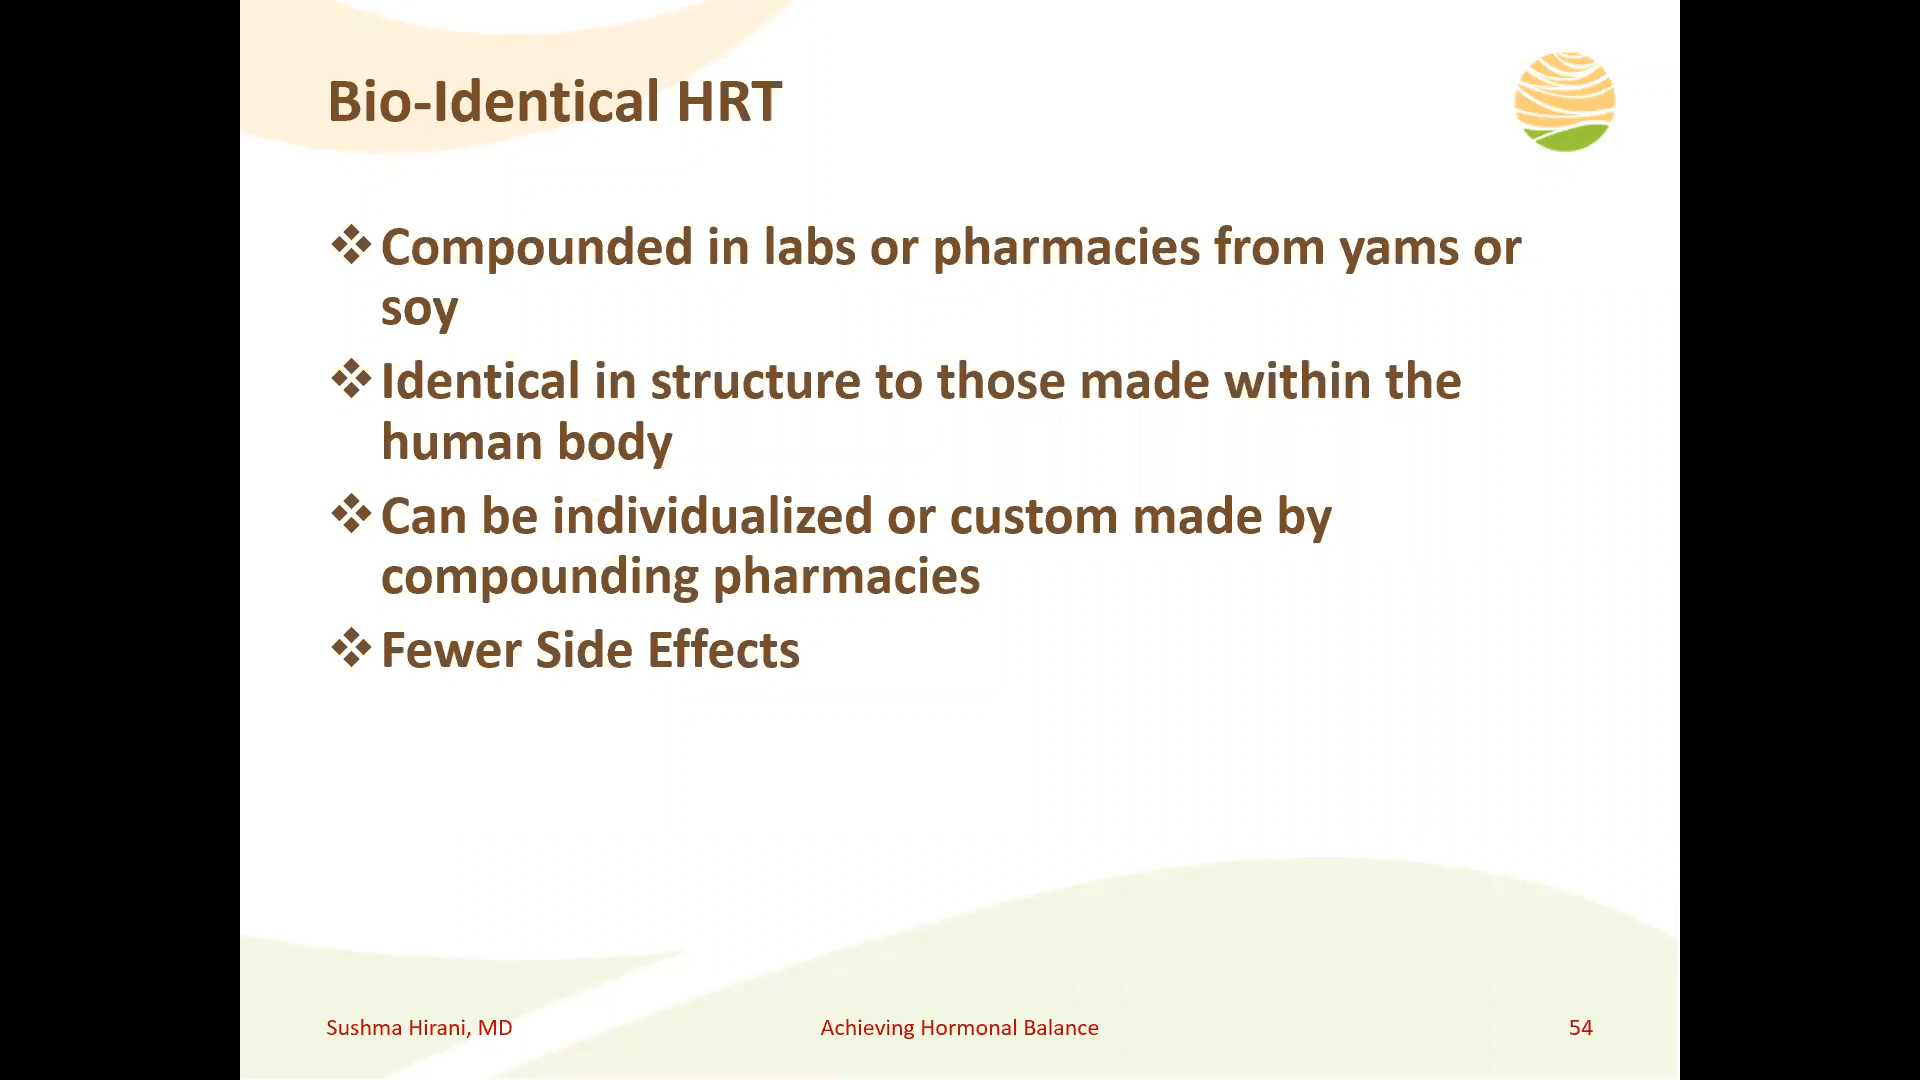 Bio-Identical HRT
❖Compounded in labs or pharmacies from yams or
soy
❖Identical in structure to those made within the
human body
❖Can be individualized or custom made by
compounding pharmacies
❖Fewer Side Effects
Sushma Hirani, MD
Achieving Hormonal Balance
54